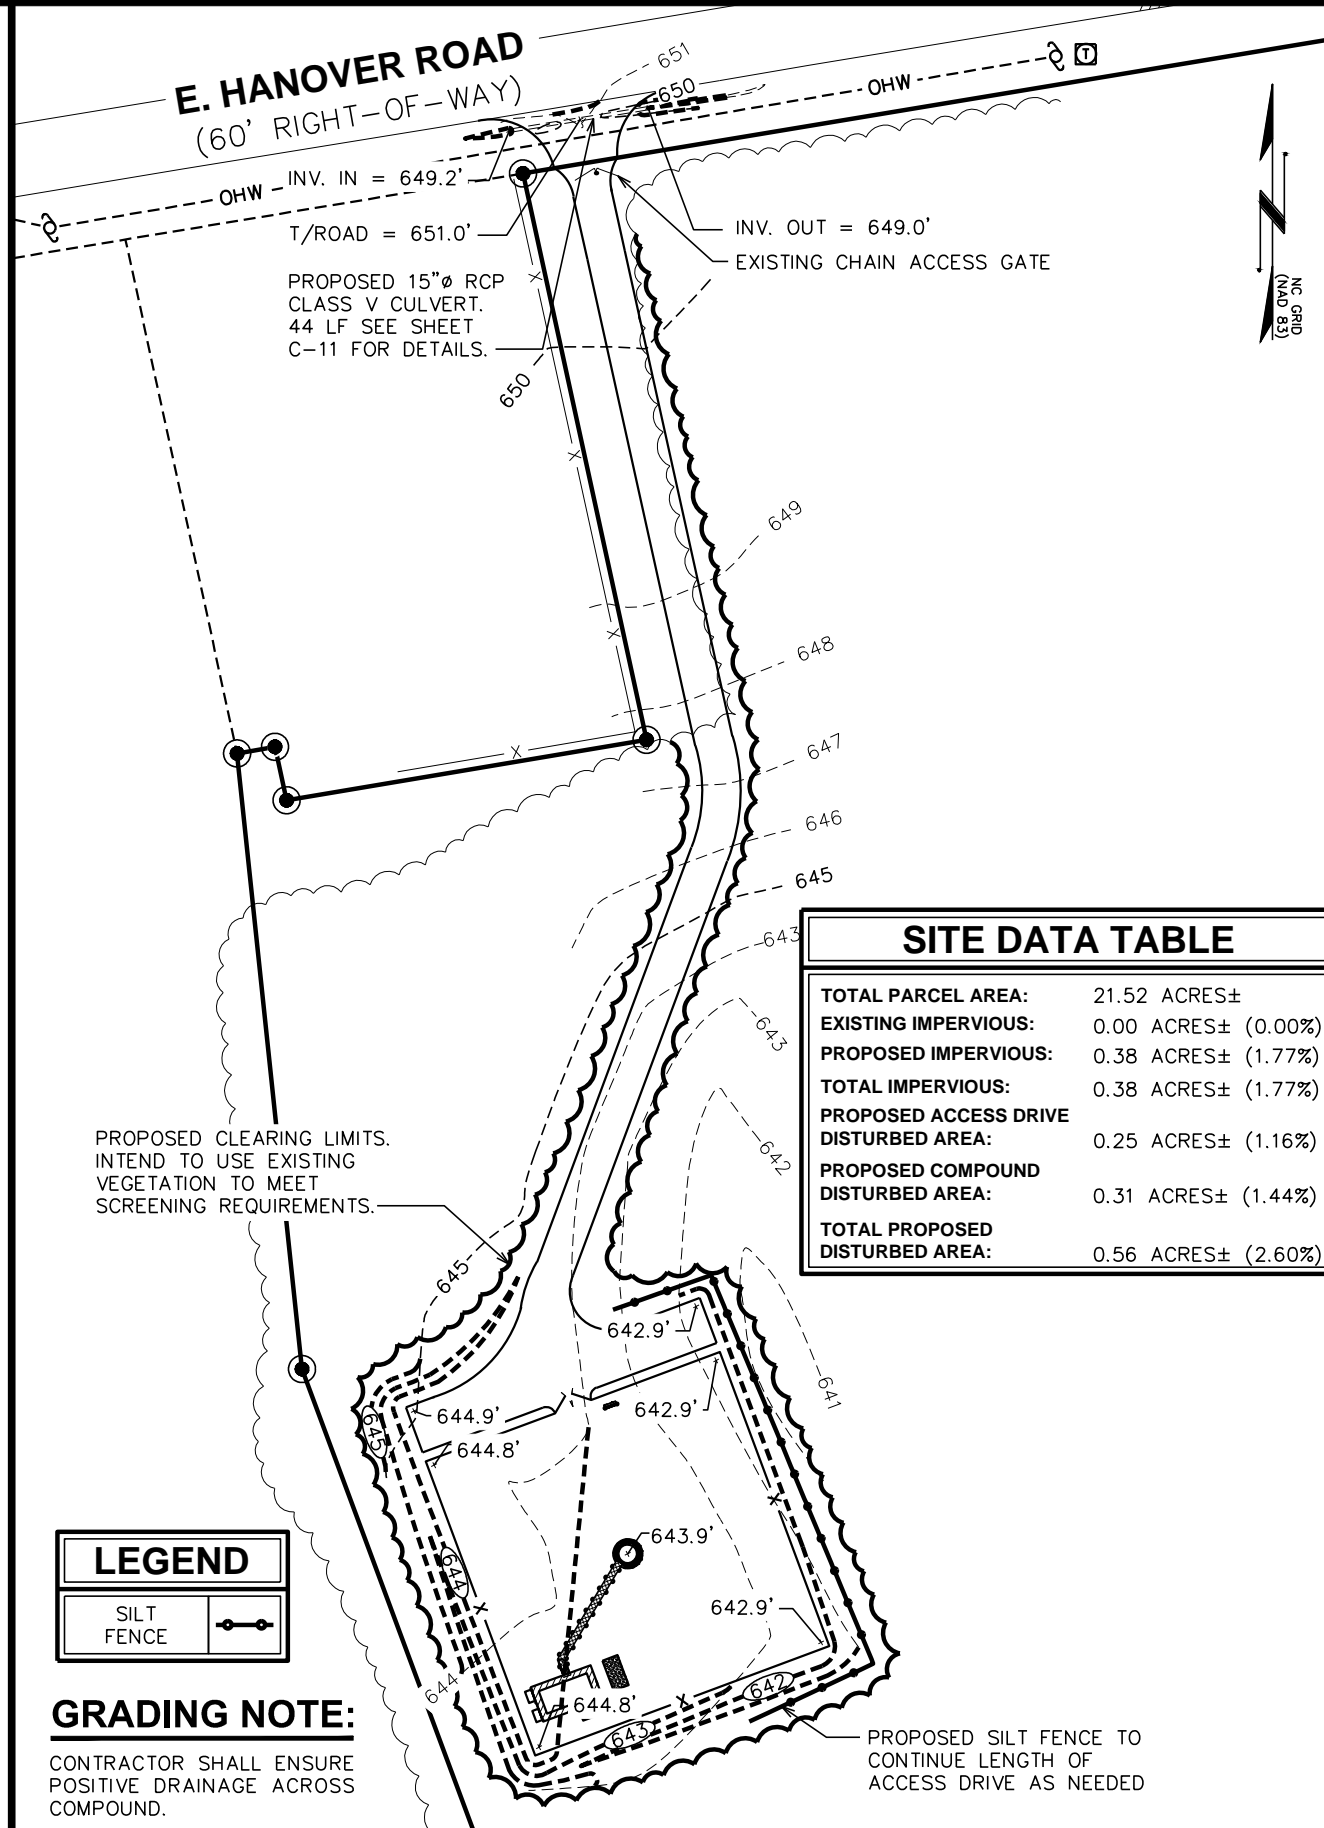 E. HANOVER ROAD
(60' RIGHT-OF-WAY)
651
650
OHW
T
INV. IN = 649.2'
OHW
T/ROAD = 651.0'
INV. OUT = 649.0'
EXISTING CHAIN ACCESS GATE
PROPOSED 15"ø RCP
CLASS V CULVERT.
44 LF SEE SHEET
C-11 FOR DETAILS.
NC GRID
(NAD 83)
X
650
X
649
X
648
X
647
646
645
643
643
642
SITE DATA TABLE
TOTAL PARCEL AREA: 21.52 ACRES±
EXISTING IMPERVIOUS: 0.00 ACRES± (0.00%)
PROPOSED IMPERVIOUS: 0.38 ACRES± (1.77%)
TOTAL IMPERVIOUS: 0.38 ACRES± (1.77%)
PROPOSED ACCESS DRIVE
DISTURBED AREA: 0.25 ACRES± (1.16%)
PROPOSED COMPOUND
DISTURBED AREA: 0.31 ACRES± (1.44%)
TOTAL PROPOSED
DISTURBED AREA: 0.56 ACRES± (2.60%)
PROPOSED CLEARING LIMITS.
INTEND TO USE EXISTING
VEGETATION TO MEET
SCREENING REQUIREMENTS.
645
642.9'
641
642.9'
644.9'
645
644.8'
X
643.9'
644
X
642.9'
644
642
X
644.8'
643
LEGEND
SILT
FENCE
GRADING NOTE:
CONTRACTOR SHALL ENSURE
POSITIVE DRAINAGE ACROSS
COMPOUND.
PROPOSED SILT FENCE TO
CONTINUE LENGTH OF
ACCESS DRIVE AS NEEDED